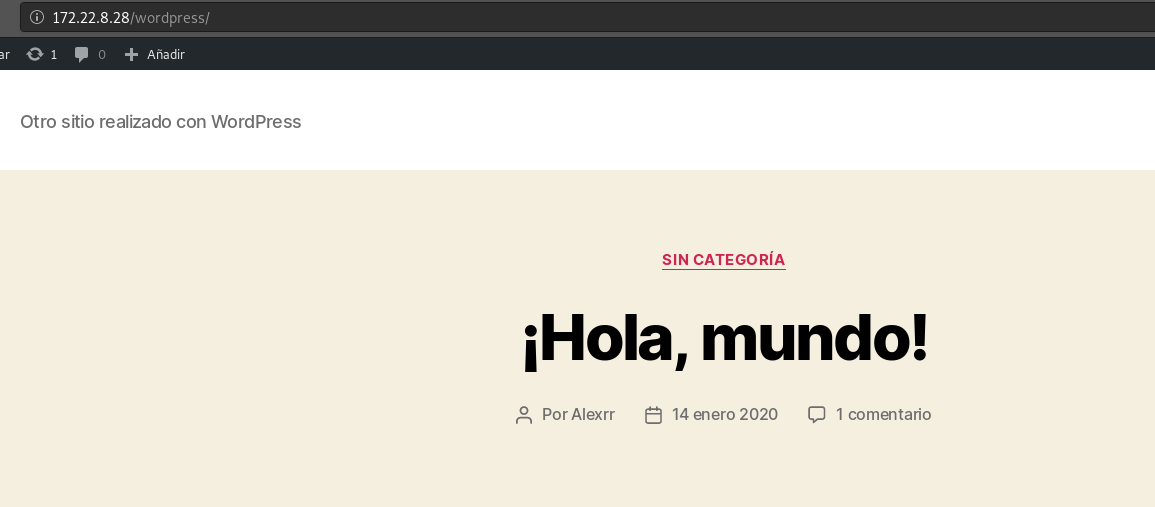 172.22.8.28/wordpress/
ar 1 0 Añadir
Otro sitio realizado con WordPress
SIN CATEGORÍA
¡Hola, mundo!
Por Alexrr 14 enero 2020 1 comentario